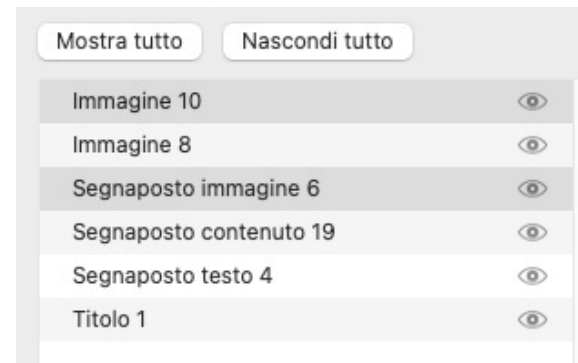 Mostra tutto Nascondi tutto
Immagine 10
Immagine 8
Segnaposto immagine 6
Segnaposto contenuto 19
Segnaposto testo 4
Titolo 1